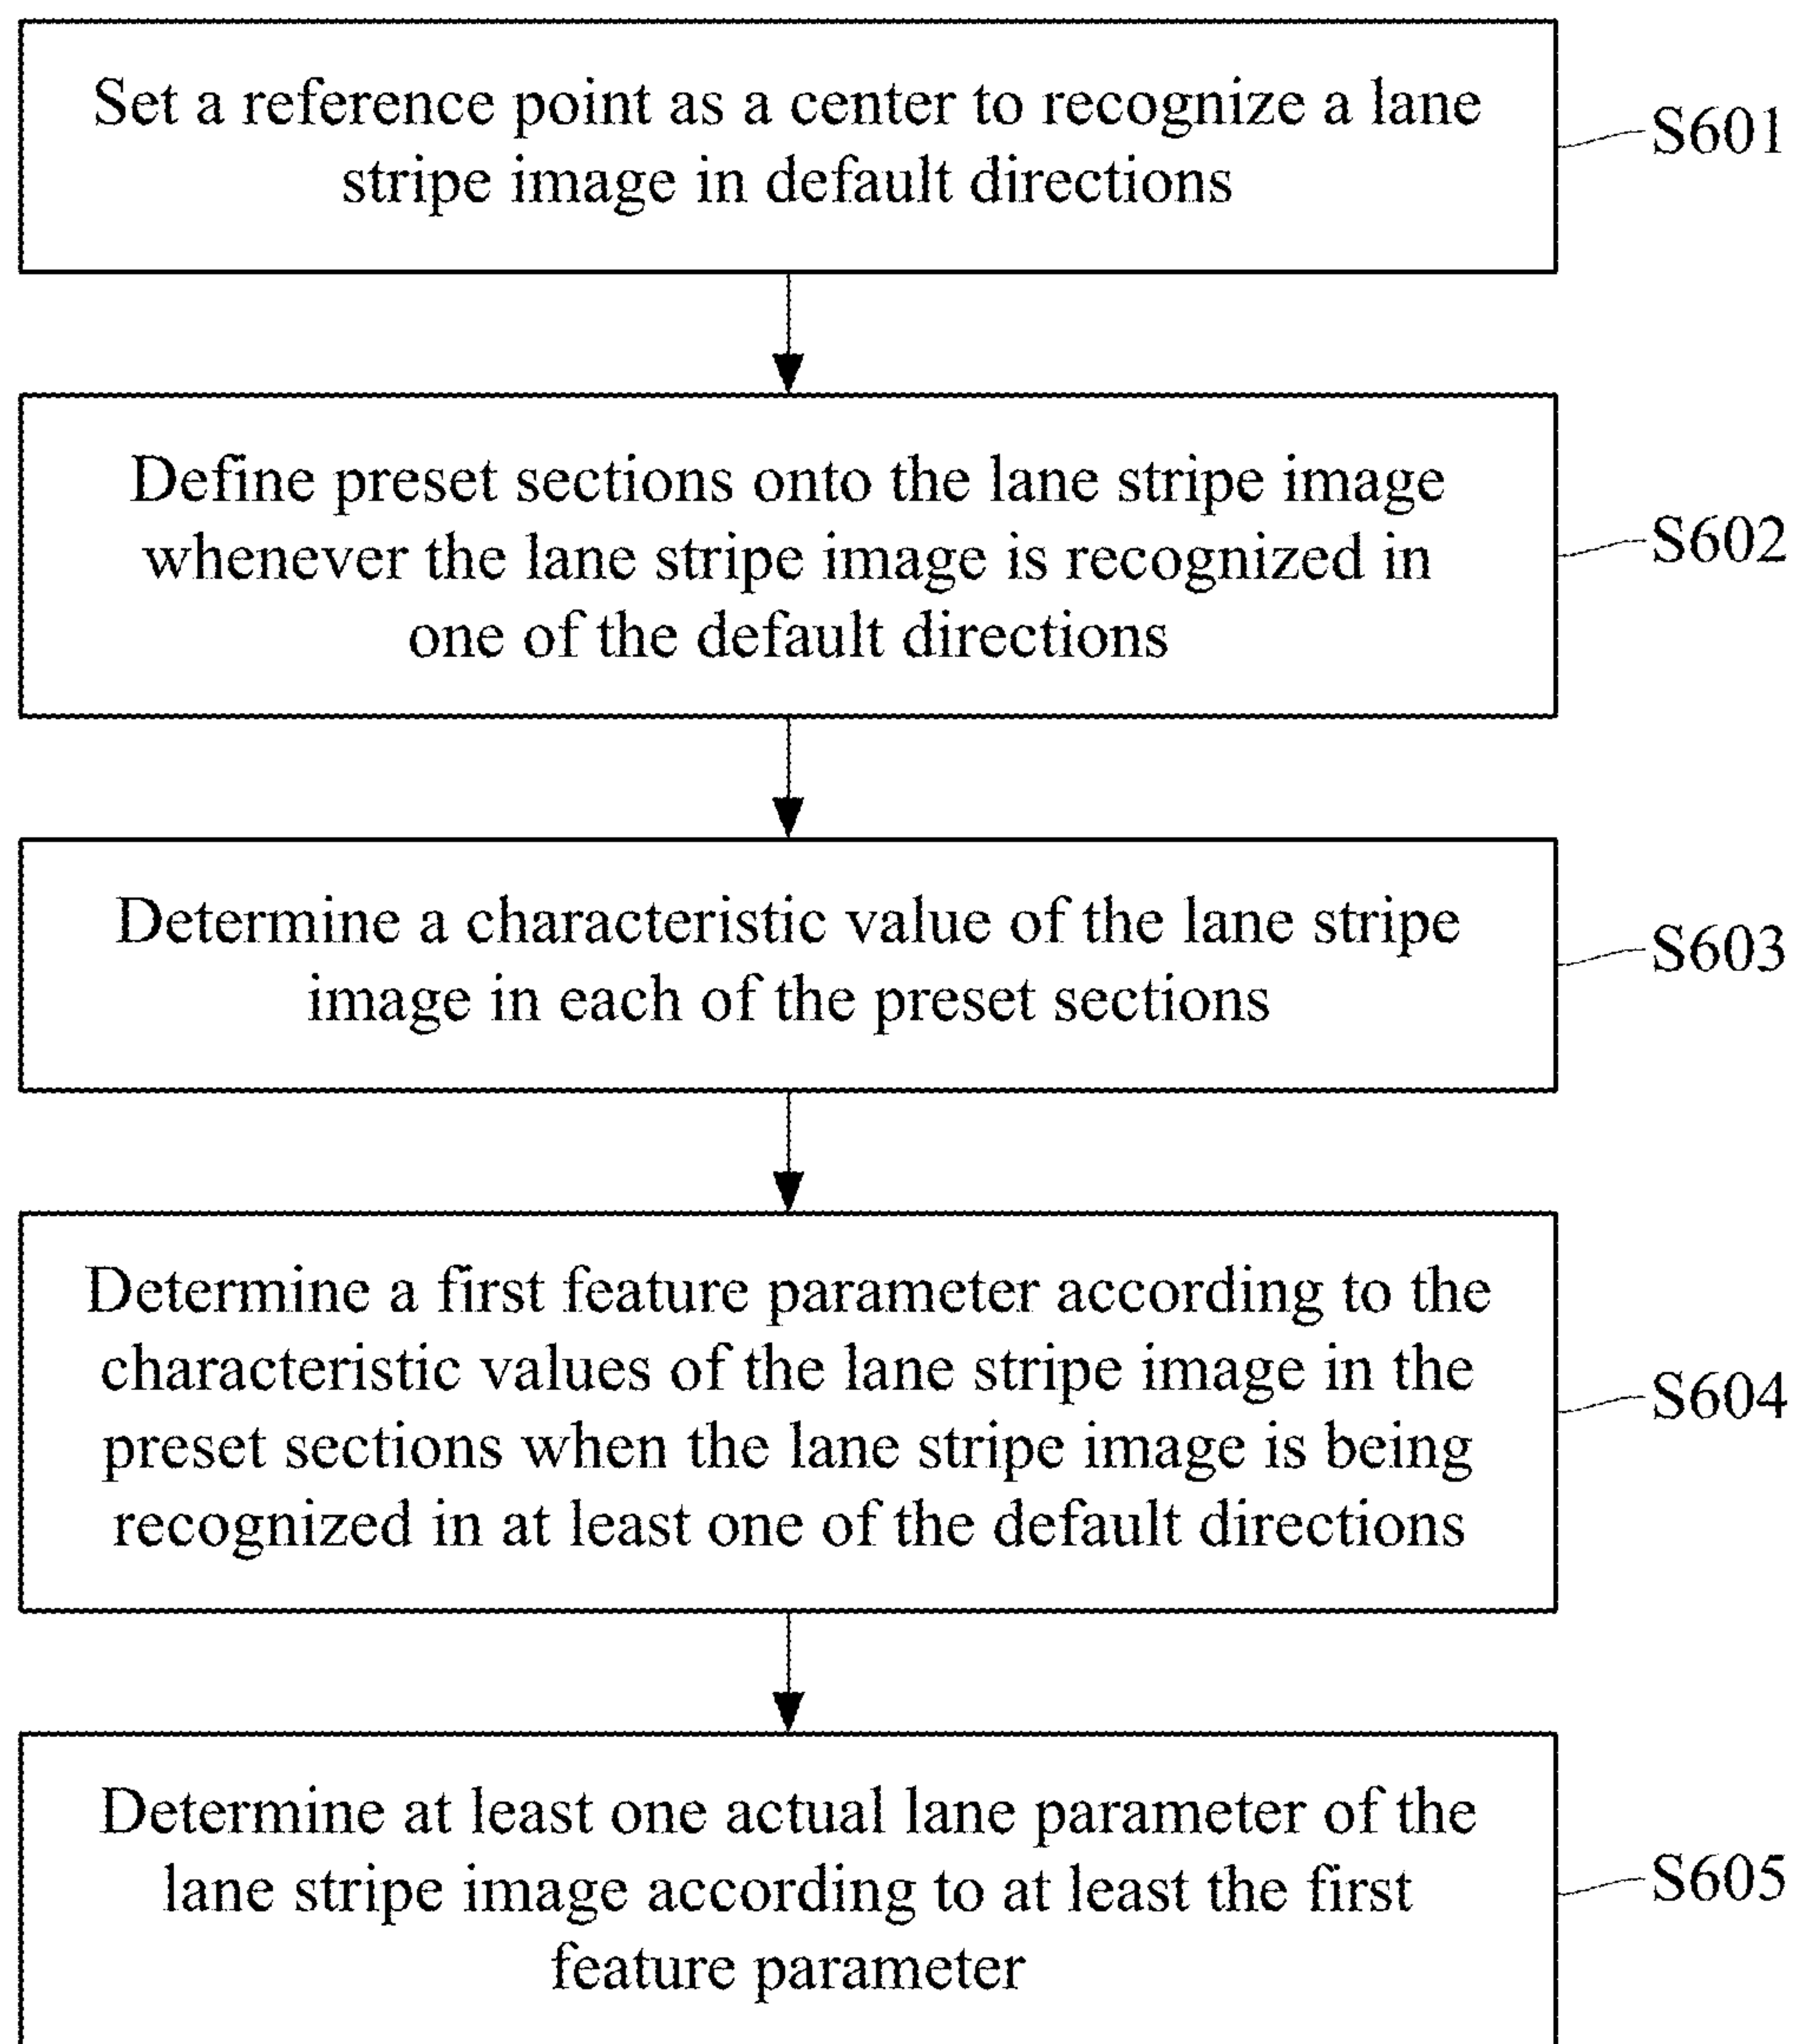 Set a reference point as a center to recognize a lane
stripe image in default directions
S601
Define preset sections onto the lane stripe image
whenever the lane stripe image is recognized in
one of the default directions
S602
Determine a characteristic value of the lane stripe
image in each of the preset sections
S603
Determine a first feature parameter according to the
characteristic values of the lane stripe image in the
preset sections when the lane stripe image is being
recognized in at least one of the default directions
S604
Determine at least one actual lane parameter of the
lane stripe image according to at least the first
feature parameter
S605